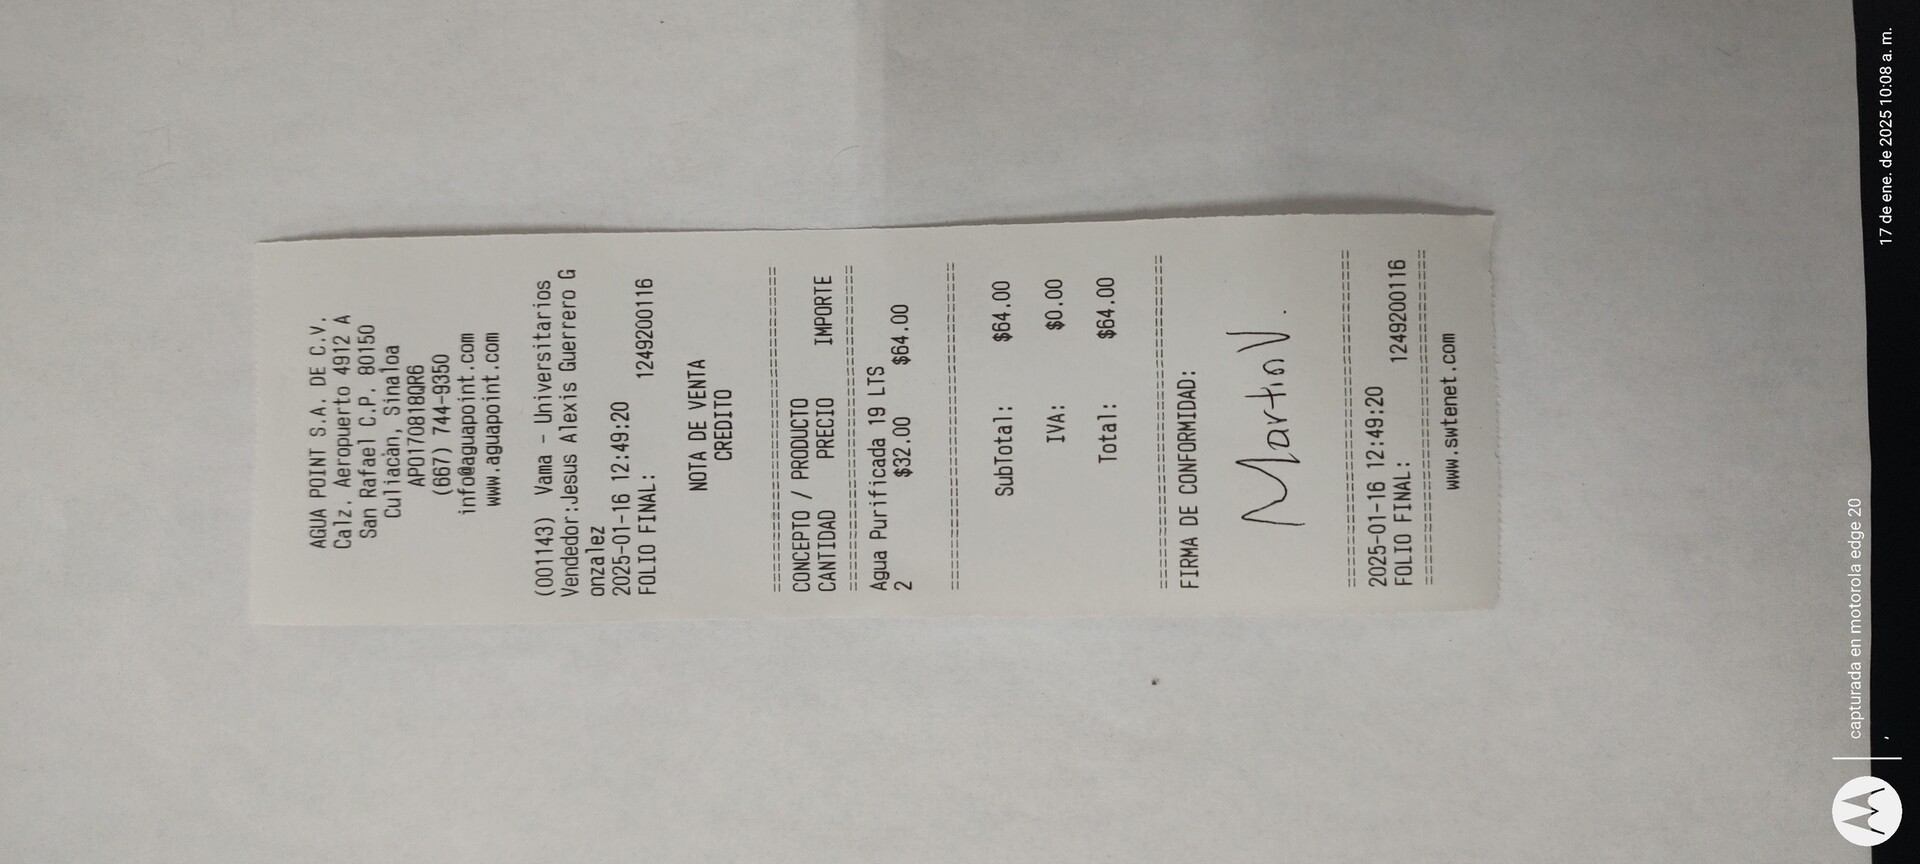 AGUA POINT S.A. DE C.V.
Calz. Aeropuerto 4912 A
San Rafael C.P. 80150
Culiacàn, Sinaloa
APO170818QR6
(667) 744-9350
info@aguapoint.com
www.aguapoint.com
(001143) Vama - Universitarios
Vendedor:Jesus Alexis Guerrero G
onzalez
2025-01-16 12:49:20
FOLIO FINAL: 1249200116
NOTA DE VENTA
CREDITO
================================
CONCEPTO / PRODUCTO
CANTIDAD PRECIO IMPORTE
================================
Agua Purificada 19 LTS
2 $32.00 $64.00
================================
SubTotal: $64.00
IVA: $0.00
Total: $64.00
================================
FIRMA DE CONFORMIDAD:
Martin V.
================================
2025-01-16 12:49:20
FOLIO FINAL: 1249200116
================================
www.swtenet.com
capturada en motorola edge 20
17 de ene. de 2025 10:08 a. m.